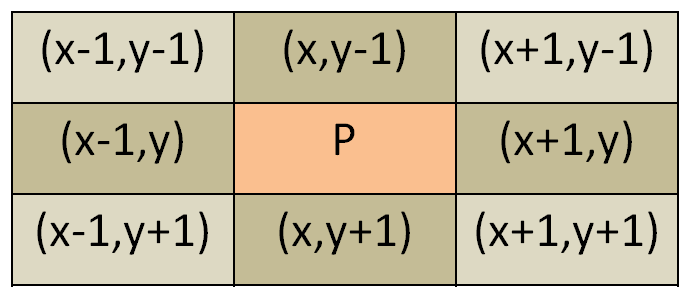 (x-1,y-1) (x,y-1) (x+1,y-1)
(x-1,y) P (x+1,y)
(x-1,y+1) (x,y+1) (x+1,y+1)